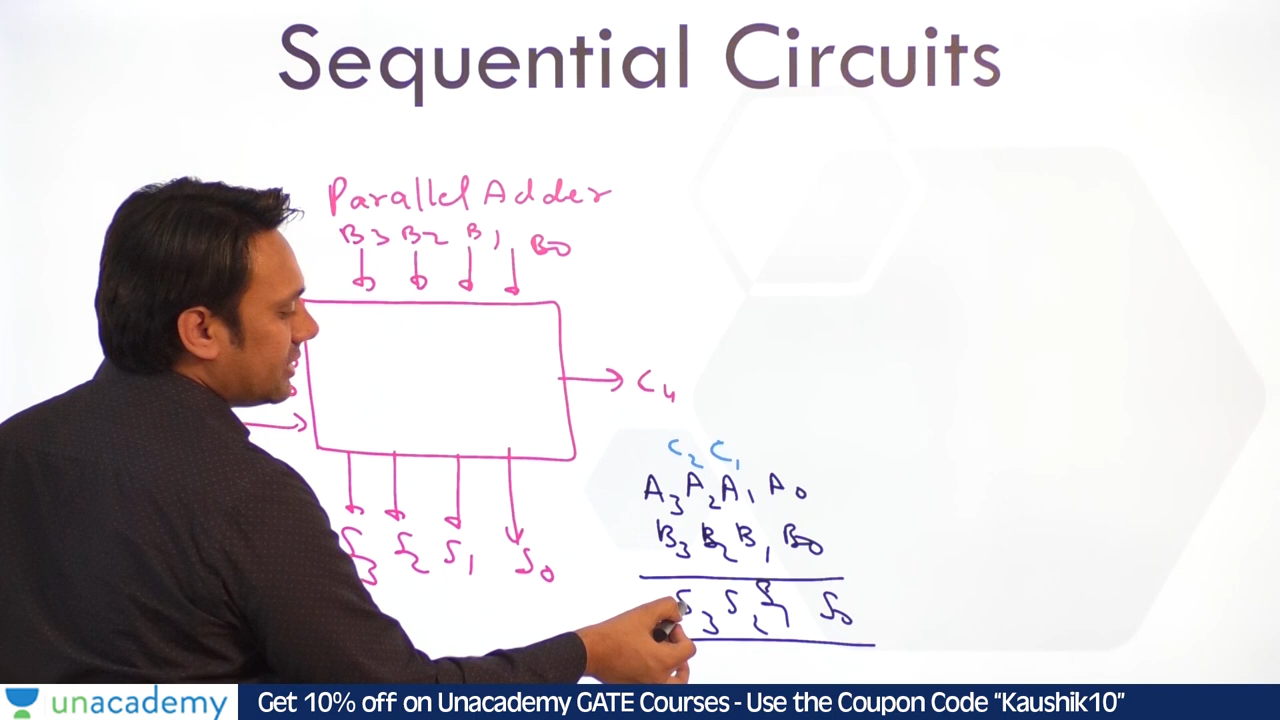 Sequential Circuits
Parallel Adder
B3 B2 B1 B0
C4
C2 C1
A3 A2 A1 A0
B3 B2 B1 B0
S3 S2 S1 S0
S3 S2 S1 S0
unacademy
Get 10% off on Unacademy GATE Courses - Use the Coupon Code “Kaushik10”